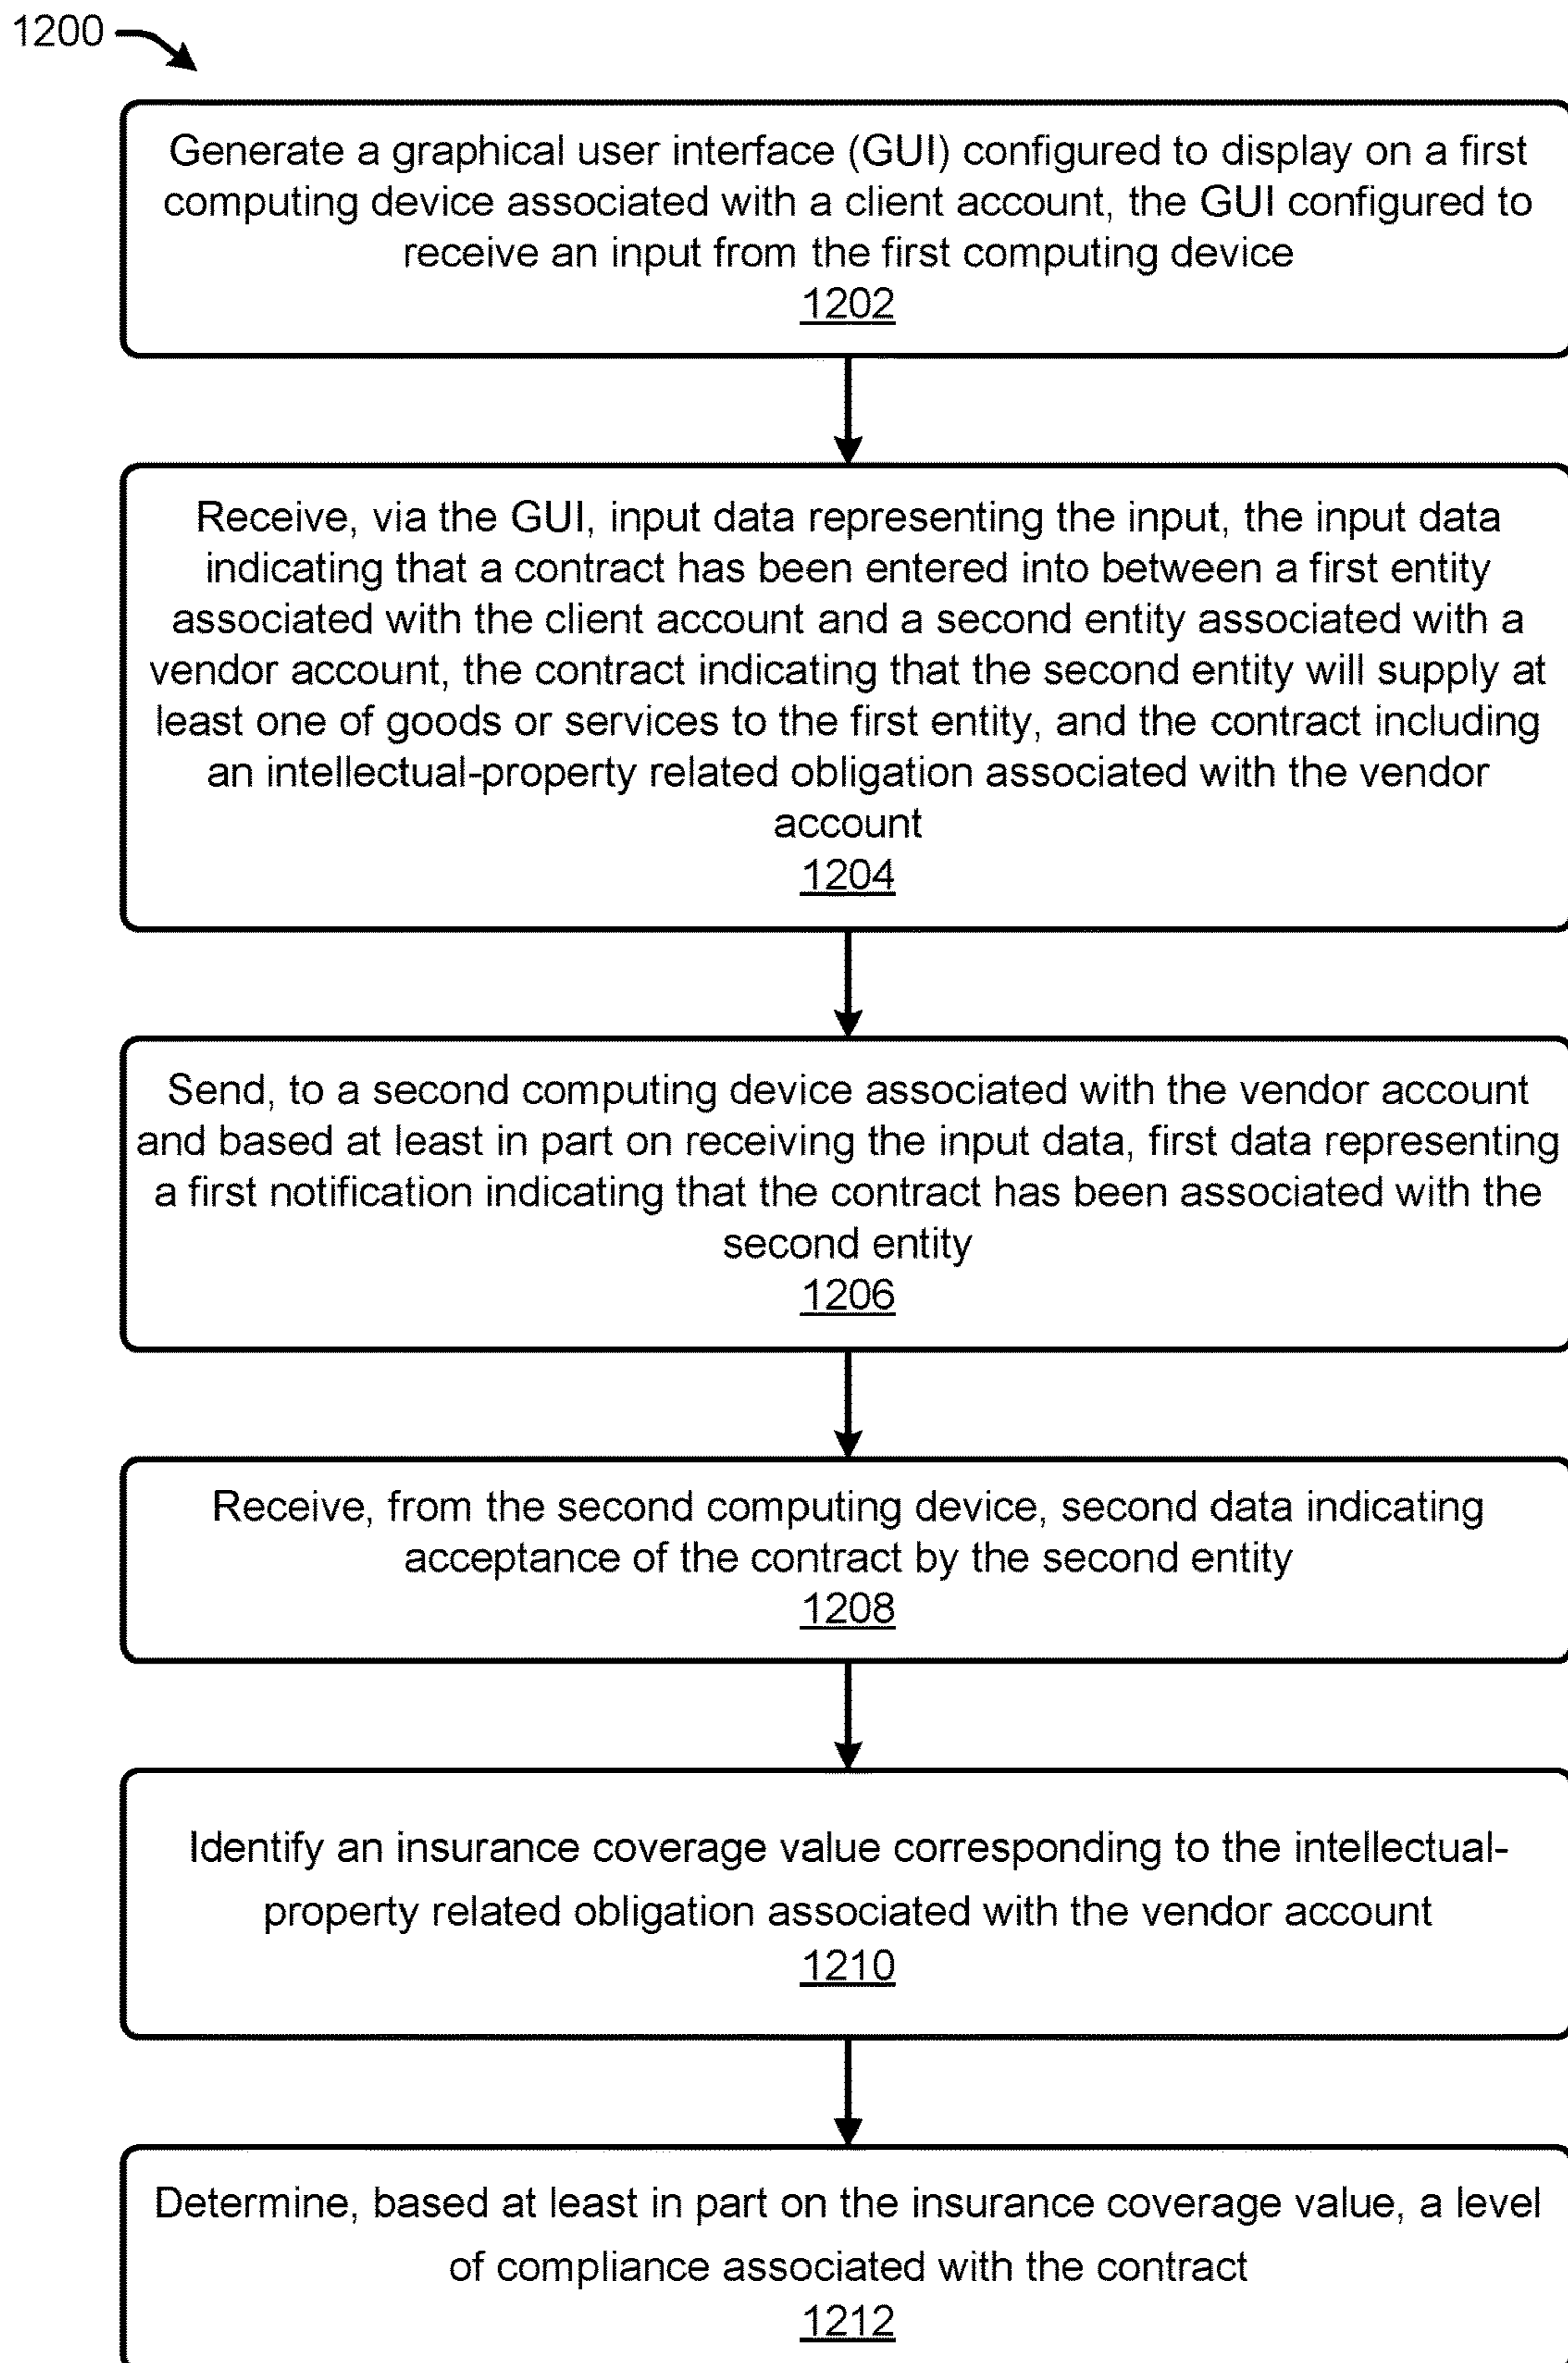 1200
Generate a graphical user interface (GUI) configured to display on a first
computing device associated with a client account, the GUI configured to
receive an input from the first computing device
1202
Receive, via the GUI, input data representing the input, the input data
indicating that a contract has been entered into between a first entity
associated with the client account and a second entity associated with a
vendor account, the contract indicating that the second entity will supply at
least one of goods or services to the first entity, and the contract including
an intellectual-property related obligation associated with the vendor
account
1204
Send, to a second computing device associated with the vendor account
and based at least in part on receiving the input data, first data representing
a first notification indicating that the contract has been associated with the
second entity
1206
Receive, from the second computing device, second data indicating
acceptance of the contract by the second entity
1208
Identify an insurance coverage value corresponding to the intellectual-
property related obligation associated with the vendor account
1210
Determine, based at least in part on the insurance coverage value, a level
of compliance associated with the contract
1212